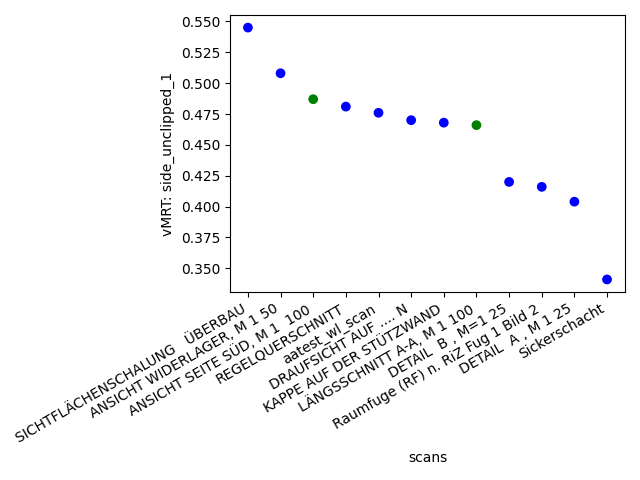 0.550
0.525
0.500
0.475
0.450
0.425
0.400
0.375
0.350
vMRT: side_unclipped_1
SICHTFLÄCHENSCHALUNG   ÜBERBAU
ANSICHT WIDERLAGER, M 1 50
ANSICHT SEITE SÜD, M 1  100
REGELQUERSCHNITT
aatest_wl_scan
DRAUFSICHT AUF .... N
KAPPE AUF DER STÜTZWAND
LÄNGSSCHNITT A-A, M 1 100
DETAIL  B , M=1 25
Raumfuge (RF) n. RiZ Fug 1 Bild 2
DETAIL  A , M 1 25
Sickerschacht
scans